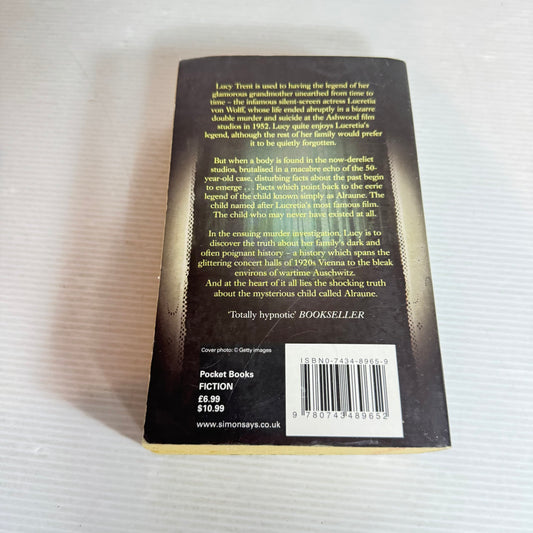 Lucy Trent is used to having the legend of her
glamorous grandmother unearthed from time to
time – the infamous silent-screen actress Lucretia
von Wolff, whose life ended abruptly in a bizarre
double murder and suicide at the Ashwood film
studios in 1952. Lucy quite enjoys Lucretia's
legend, although the rest of her family would prefer
it to be quietly forgotten.
But when a body is found in the now-derelict
studios, brutalised in a macabre echo of the 50-
year-old case, disturbing facts about the past begin
to emerge . . . Facts which point back to the eerie
legend of the child known simply as Alraune. The
child named after Lucretia's most famous film.
The child who may never have existed at all.
In the ensuing murder investigation, Lucy is to
discover the truth about her family's dark and
often poignant history – a history which spans the
glittering concert halls of 1920s Vienna to the bleak
environs of wartime Auschwitz.
And at the heart of it all lies the shocking truth
about the mysterious child called Alraune.
'Totally hypnotic' BOOKSELLER
Cover photo: © Getty images
Pocket Books
FICTION
£6.99
$10.99
www.simonsays.co.uk
ISBN 0-7434-8965-9
9 780743 489652